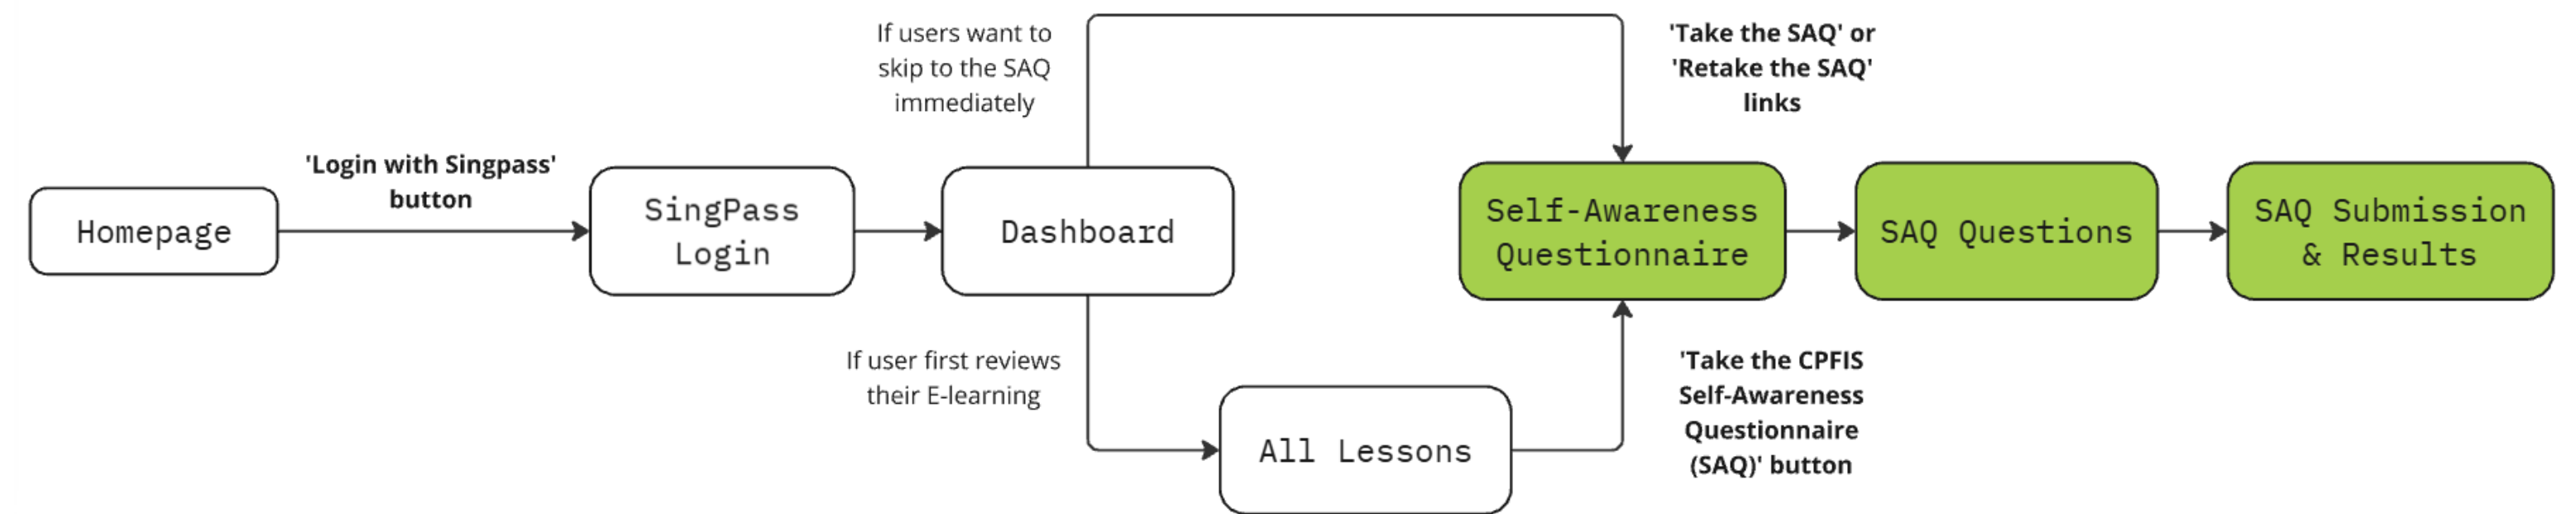 If users want to
skip to the SAQ
immediately
'Take the SAQ' or
'Retake the SAQ'
links
'Login with Singpass'
button
Homepage
SingPass
Login
Dashboard
Self-Awareness
Questionnaire
SAQ Questions
SAQ Submission
& Results
If user first reviews
their E-learning
All Lessons
'Take the CPFIS
Self-Awareness
Questionnaire
(SAQ)' button